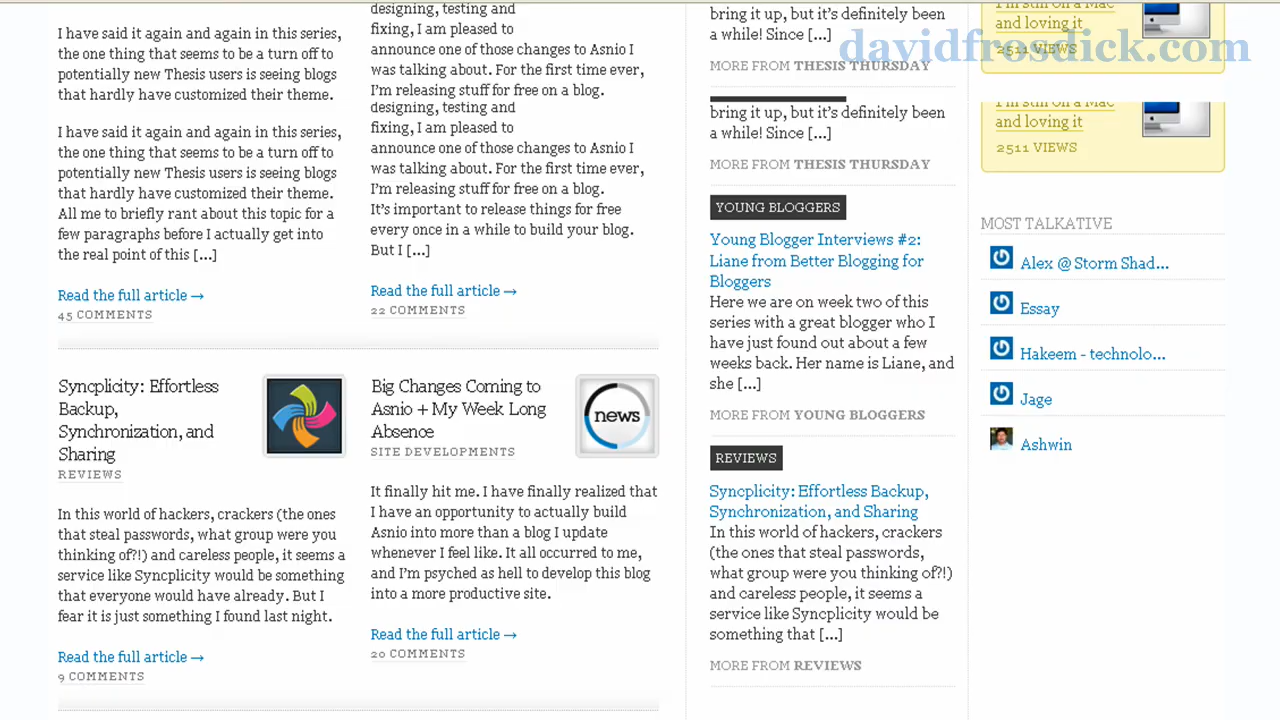 I have said it again and again in this series,
the one thing that seems to be a turn off to
potentially new Thesis users is seeing blogs
that hardly have customized their theme.
I have said it again and again in this series,
the one thing that seems to be a turn off to
potentially new Thesis users is seeing blogs
that hardly have customized their theme.
All me to briefly rant about this topic for a
few paragraphs before I actually get into
the real point of this [...]
Read the full article →
45 COMMENTS
designing, testing and
fixing, I am pleased to
announce one of those changes to Asnio I
was talking about. For the first time ever,
I'm releasing stuff for free on a blog.
designing, testing and
fixing, I am pleased to
announce one of those changes to Asnio I
was talking about. For the first time ever,
I'm releasing stuff for free on a blog.
It's important to release things for free
every once in a while to build your blog.
But I [...]
Read the full article →
22 COMMENTS
Syncplicity: Effortless
Backup,
Synchronization, and
Sharing
REVIEWS
In this world of hackers, crackers (the ones
that steal passwords, what group were you
thinking of?!) and careless people, it seems a
service like Syncplicity would be something
that everyone would have already. But I
fear it is just something I found last night.
Read the full article →
9 COMMENTS
Big Changes Coming to
Asnio + My Week Long
Absence
SITE DEVELOPMENTS
news
It finally hit me. I have finally realized that
I have an opportunity to actually build
Asnio into more than a blog I update
whenever I feel like. It all occurred to me,
and I'm psyched as hell to develop this blog
into a more productive site.
Read the full article →
20 COMMENTS
bring it up, but it's definitely been
a while! Since [...]
MORE FROM THESIS THURSDAY
bring it up, but it's definitely been
a while! Since [...]
MORE FROM THESIS THURSDAY
YOUNG BLOGGERS
Young Blogger Interviews #2:
Liane from Better Blogging for
Bloggers
Here we are on week two of this
series with a great blogger who I
have just found out about a few
weeks back. Her name is Liane, and
she [...]
MORE FROM YOUNG BLOGGERS
REVIEWS
Syncplicity: Effortless Backup,
Synchronization, and Sharing
In this world of hackers, crackers
(the ones that steal passwords,
what group were you thinking of?!)
and careless people, it seems a
service like Syncplicity would be
something that [...]
MORE FROM REVIEWS
davidfrosdick.com
I'm still on a Mac
and loving it
2511 VIEWS
I'm still on a Mac
and loving it
2511 VIEWS
MOST TALKATIVE
Alex @ Storm Shad...
Essay
Hakeem - technolo...
Jage
Ashwin